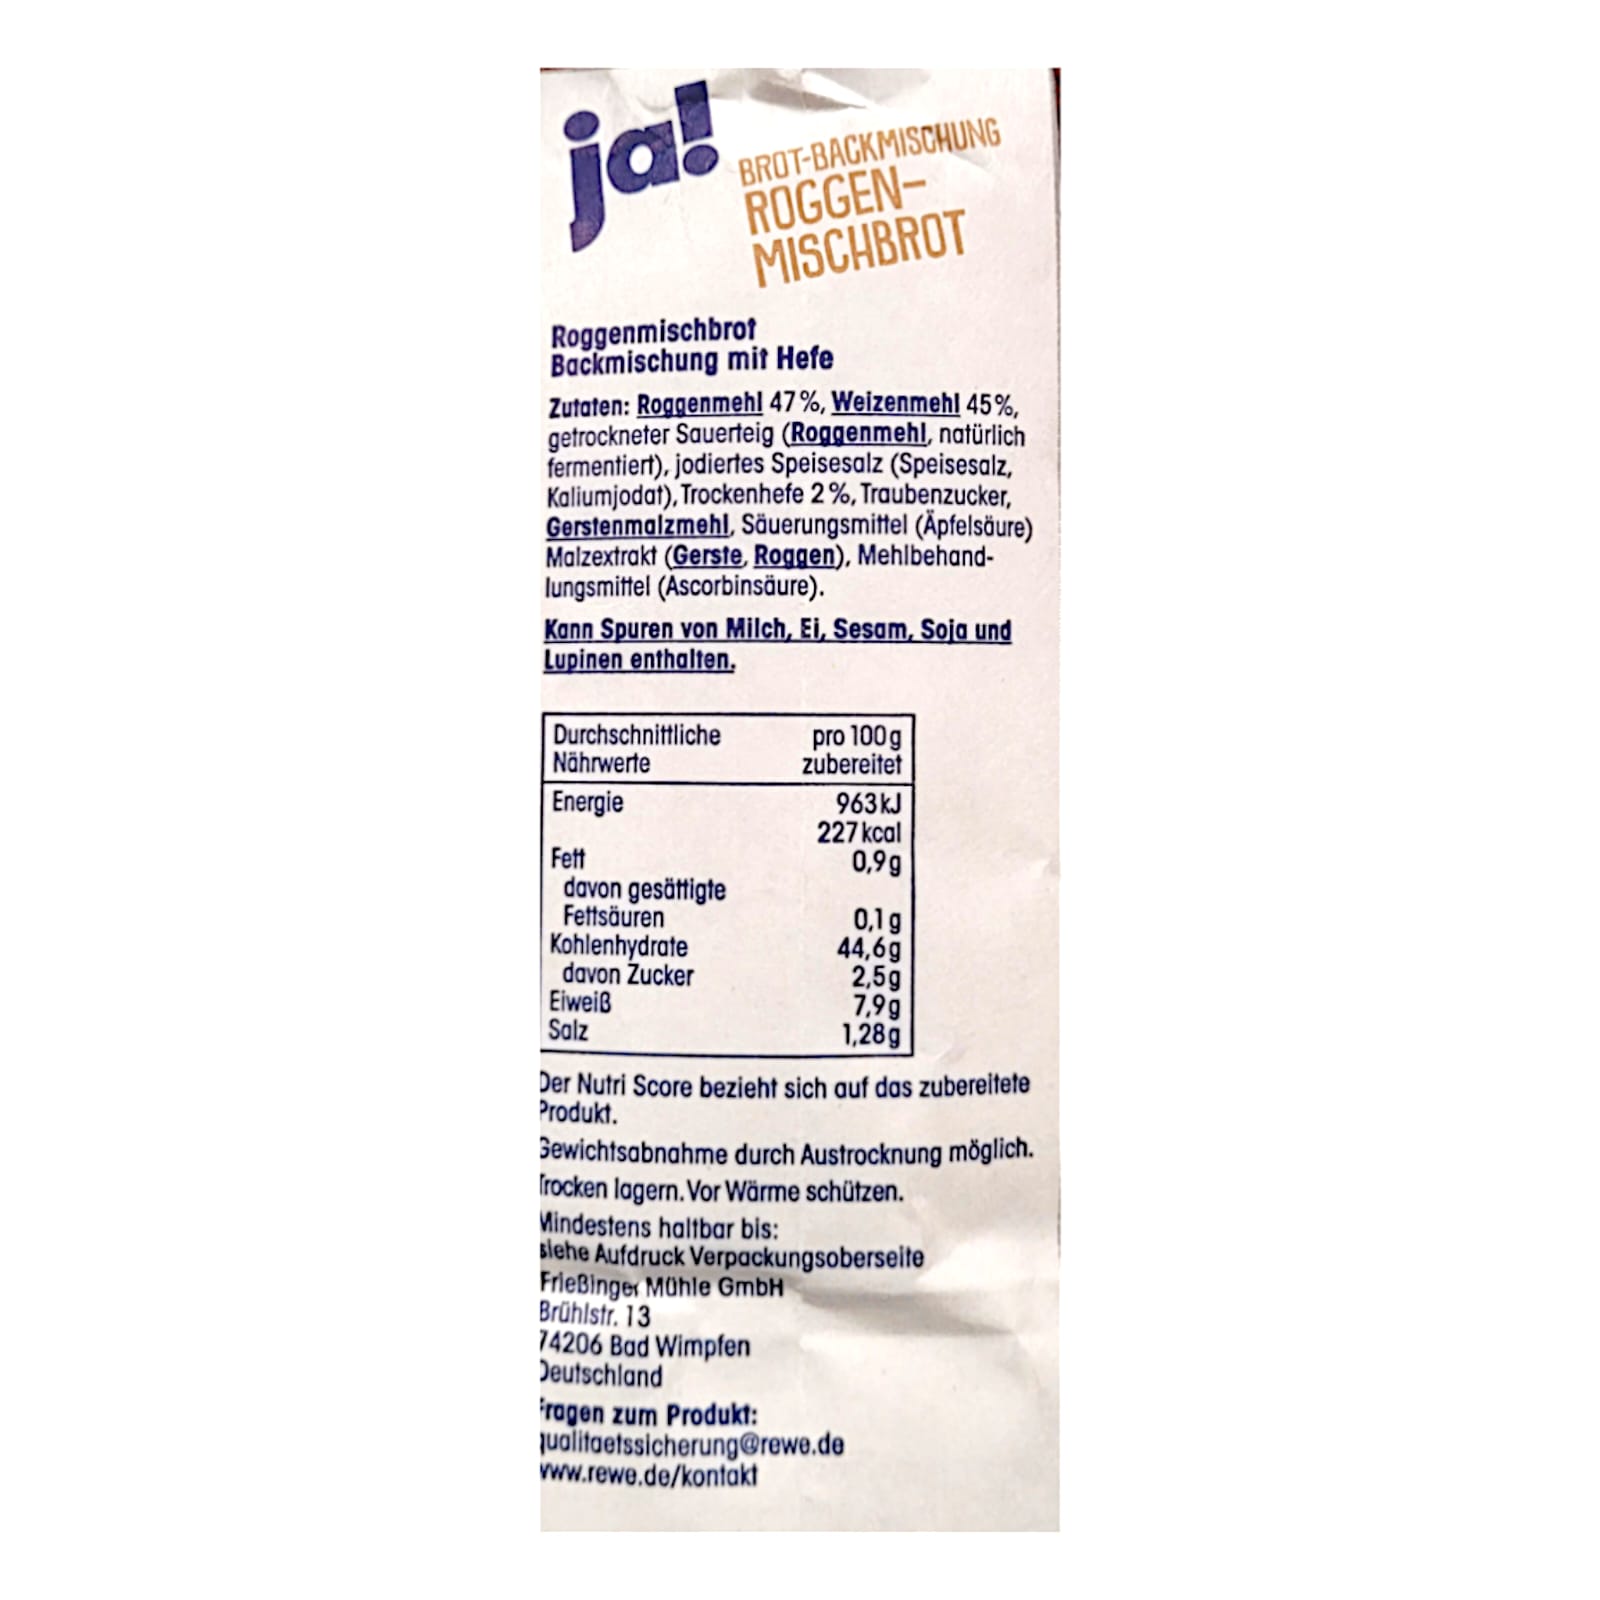 ja!
BROT-BACKMISCHUNG
ROGGEN-
MISCHBROT
Roggenmischbrot
Backmischung mit Hefe
Zutaten: Roggenmehl 47%, Weizenmehl 45%,
getrockneter Sauerteig (Roggenmehl, natürlich
fermentiert), jodiertes Speisesalz (Speisesalz,
Kaliumjodat), Trockenhefe 2%, Traubenzucker,
Gerstenmalzmehl, Säuerungsmittel (Äpfelsäure)
Malzextrakt (Gerste, Roggen), Mehlbehand-
lungsmittel (Ascorbinsäure).
Kann Spuren von Milch, Ei, Sesam, Soja und
Lupinen enthalten.
Durchschnittliche pro 100g
Nährwerte zubereitet
Energie 963kJ
227kcal
Fett 0,9g
davon gesättigte
Fettsäuren 0,1g
Kohlenhydrate 44,6g
davon Zucker 2,5g
Eiweiß 7,9g
Salz 1,28g
Der Nutri Score bezieht sich auf das zubereitete
Produkt.
Gewichtsabnahme durch Austrocknung möglich.
Trocken lagern. Vor Wärme schützen.
Mindestens haltbar bis:
siehe Aufdruck Verpackungsoberseite
Frießinger Mühle GmbH
Brühlstr. 13
74206 Bad Wimpfen
Deutschland
Fragen zum Produkt:
qualitaetssicherung@rewe.de
www.rewe.de/kontakt